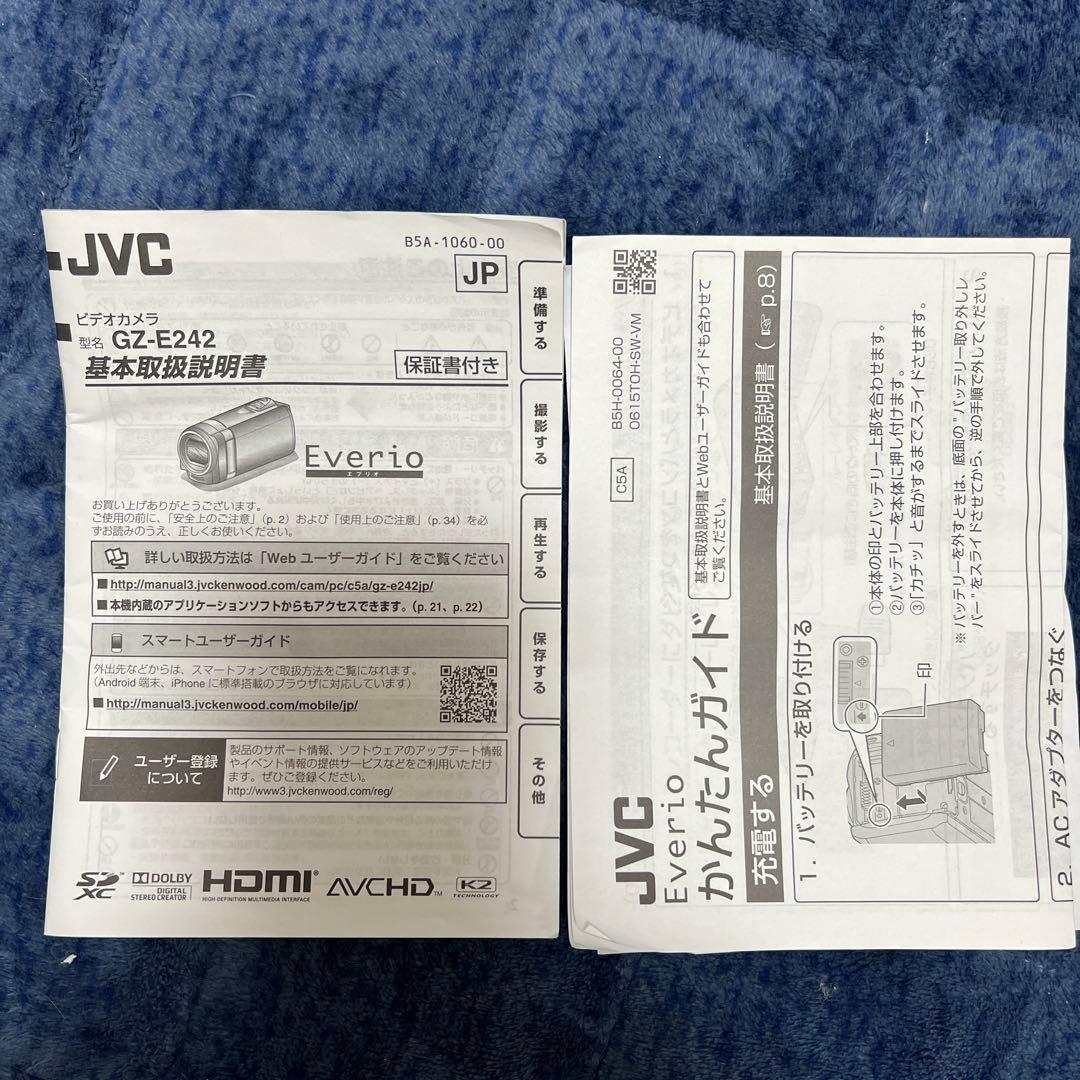 JVC
B5A-1060-00
JP
ビデオカメラ
型名 GZ-E242
基本取扱説明書
保証書付き
Everio
エブリオ
お買い上げありがとうございます。
ご使用の前に、「安全上のご注意」(p. 2) および「使用上のご注意」(p. 34) を必
ずお読みのうえ、正しくお使いください。
詳しい取扱方法は「Web ユーザーガイド」をご覧ください
■ http://manual3.jvckenwood.com/cam/pc/c5a/gz-e242jp/
■ 本機内蔵のアプリケーションソフトからもアクセスできます。(p. 21、p. 22)
スマートユーザーガイド
外出先などからは、スマートフォンで取扱方法をご覧になれます。
(Android 端末、iPhone に標準搭載のブラウザに対応しています)
■ http://manual3.jvckenwood.com/mobile/jp/
ユーザー登録
について
製品のサポート情報、ソフトウェアのアップデート情報
やイベント情報の提供サービスなどをご利用いただけ
ます。ぜひご登録ください。
http://www3.jvckenwood.com/reg/
SD
XC
DOLBY
DIGITAL
STEREO CREATOR
HDMI®
HIGH-DEFINITION MULTIMEDIA INTERFACE
AVCHD™
K2
TECHNOLOGY
準備する
撮影する
再生する
保存する
その他
JVC
Everio
かんたんガイド
基本取扱説明書とWebユーザーガイドも合わせて
ご覧ください。
C5A
B5H-0064-00
0615TOH-SW-VM
充電する
基本取扱説明書 (☞ p.8)
1. バッテリーを取り付ける
①本体の印とバッテリー上部を合わせます。
②バッテリーを本体に押し付けます。
③「カチッ」と音がするまでスライドさせます。
印
※ バッテリーを外すときは、底面の"バッテリー取り外しレ
バー"をスライドさせてから、逆の手順で外してください。
2. AC アダプターをつなぐ